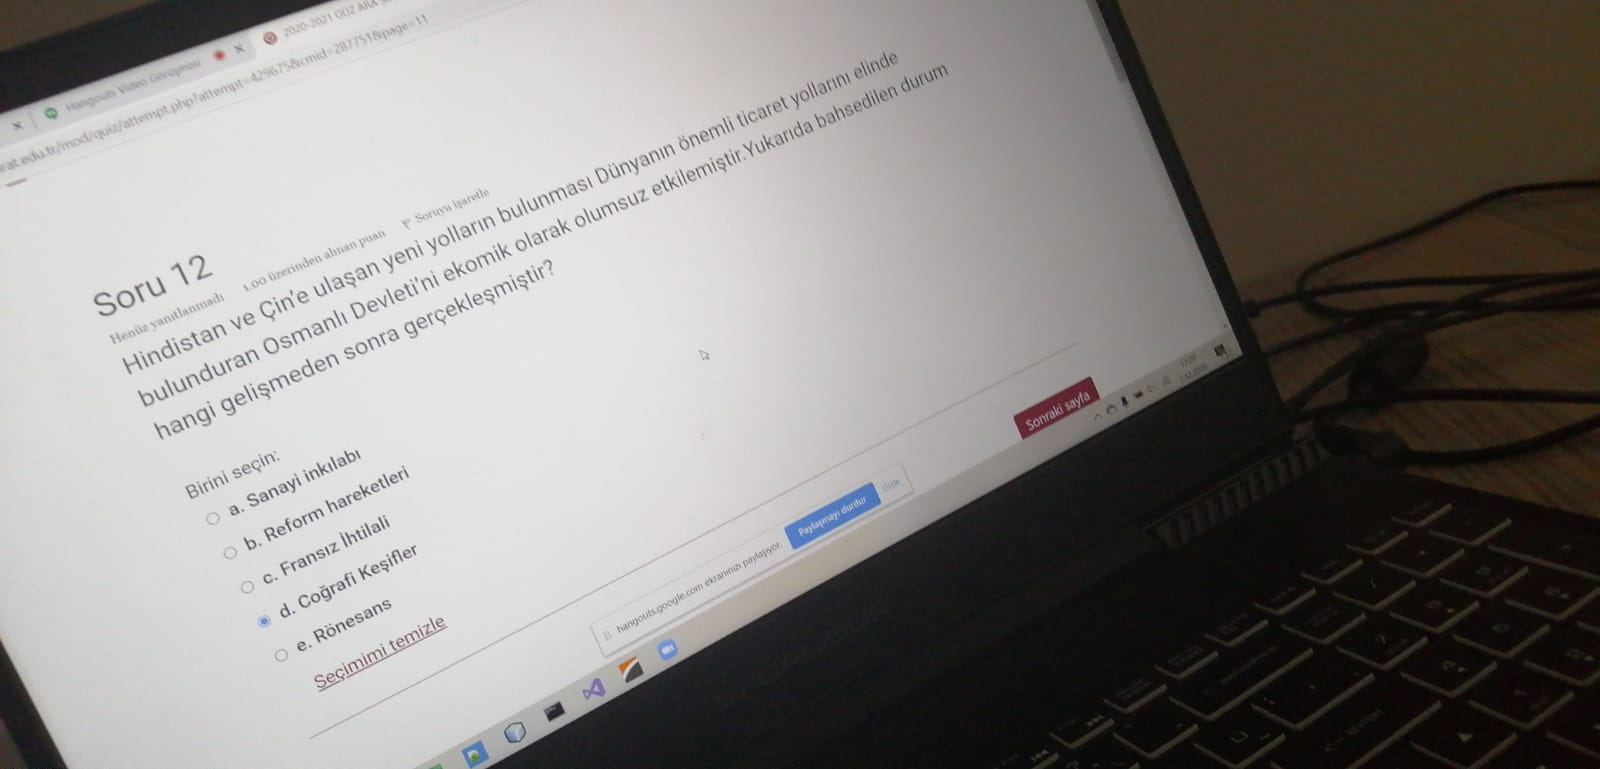 Hangouts Video Görüşmesi
2020-2021 GÜZ ARA
rat.edu.tr/mod/quiz/attempt.php?attempt=429675&cmid=287751&page=11
Soru 12
Henüz yanıtlanmadı 1.00 üzerinden alınan puan Soruyu işaretle
Hindistan ve Çin'e ulaşan yeni yolların bulunması Dünyanın önemli ticaret yollarını elinde
bulunduran Osmanlı Devleti'ni ekomik olarak olumsuz etkilemiştir.Yukarıda bahsedilen durum
hangi gelişmeden sonra gerçekleşmiştir?
Birini seçin:
a. Sanayi inkılabı
b. Reform hareketleri
c. Fransız İhtilali
d. Coğrafi Keşifler
e. Rönesans
Seçimimi temizle
Sonraki sayfa
hangouts.google.com ekranınızı paylaşıyor. Paylaşmayı durdur Gizle
EXCALIBUR